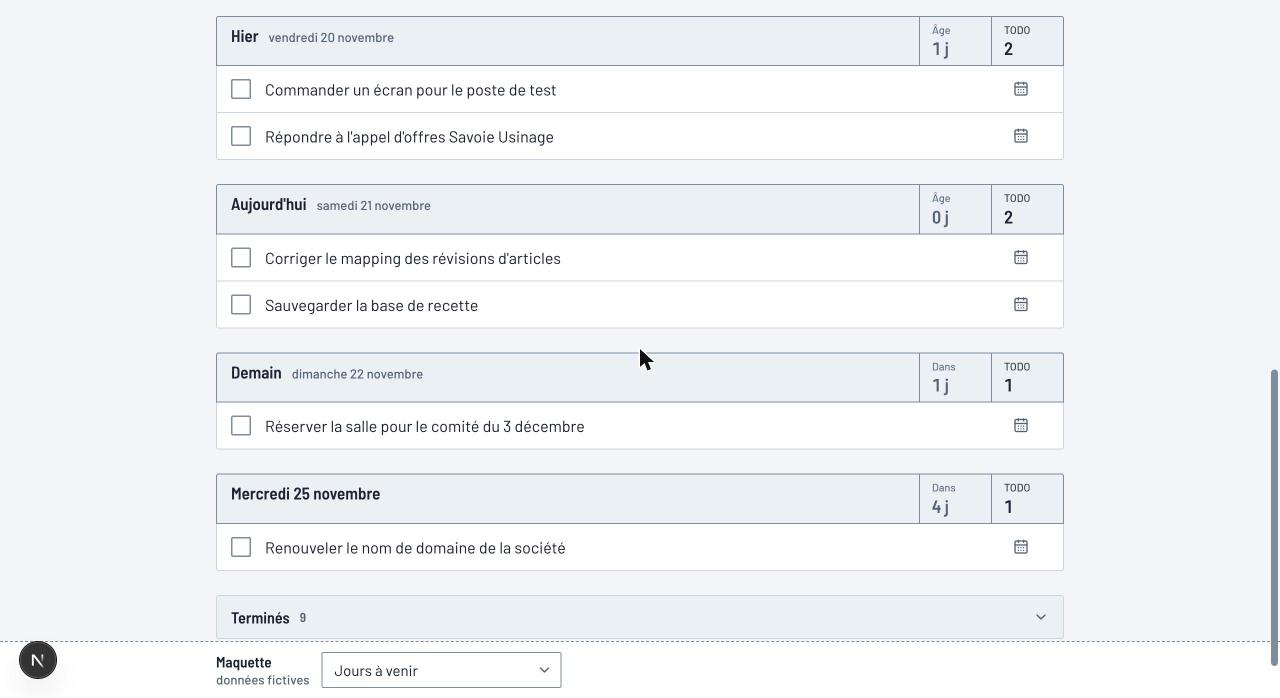 Hier vendredi 20 novembre Âge 1 j TODO 2
Commander un écran pour le poste de test
Répondre à l'appel d'offres Savoie Usinage
Aujourd'hui samedi 21 novembre Âge 0 j TODO 2
Corriger le mapping des révisions d'articles
Sauvegarder la base de recette
Demain dimanche 22 novembre Dans 1 j TODO 1
Réserver la salle pour le comité du 3 décembre
Mercredi 25 novembre Dans 4 j TODO 1
Renouveler le nom de domaine de la société
Terminés 9
N
Maquette
données fictives
Jours à venir